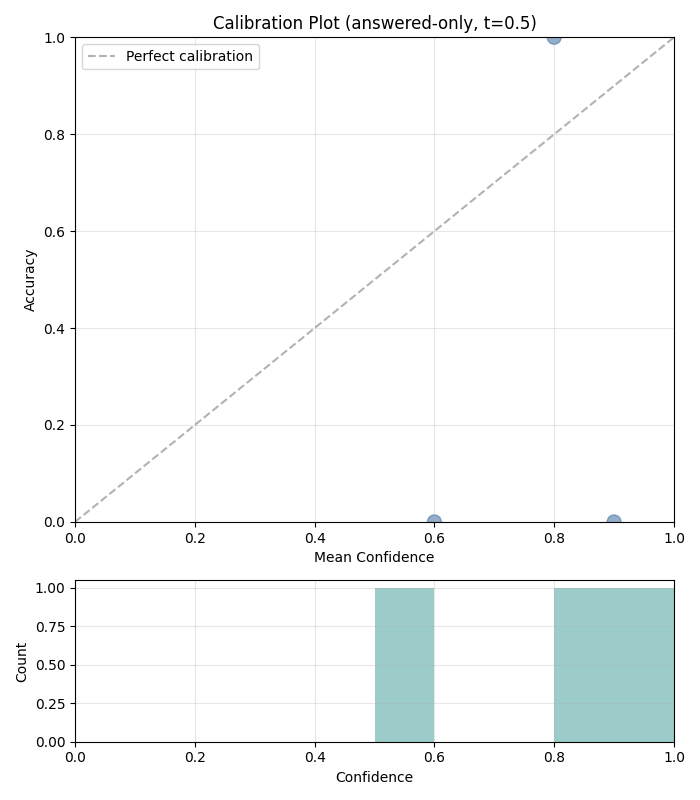 Calibration Plot (answered-only, t=0.5)
Perfect calibration
1.0
0.8
0.6
0.4
0.2
0.0
Accuracy
0.0 0.2 0.4 0.6 0.8 1.0
Mean Confidence
1.00
0.75
0.50
0.25
0.00
Count
0.0 0.2 0.4 0.6 0.8 1.0
Confidence